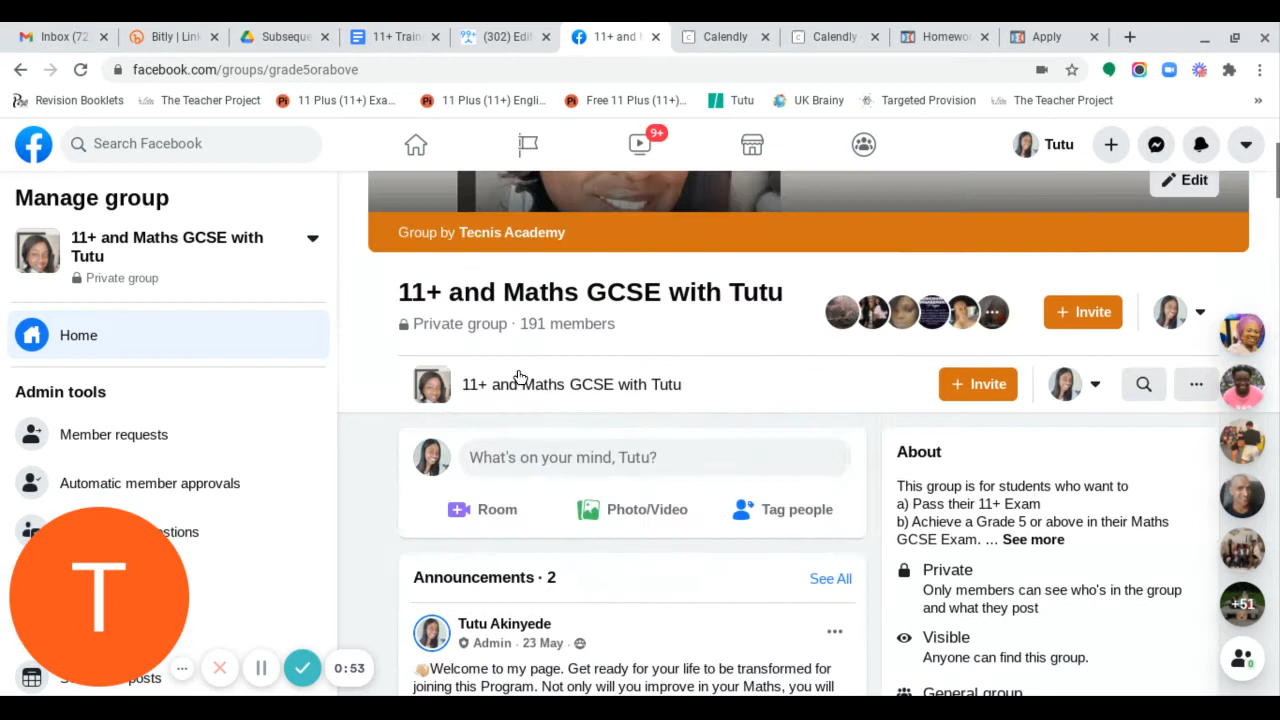 Inbox (72
Bitly | Link
Subseque
11+ Train
(302) Edi
11+ and
Calendly
Calendly
Homewo
Apply
facebook.com/groups/grade5orabove
Revision Booklets
The Teacher Project
11 Plus (11+) Exa...
11 Plus (11+) Engli...
Free 11 Plus (11+)...
Tutu
UK Brainy
Targeted Provision
The Teacher Project
»
Search Facebook
9+
Tutu
Manage group
11+ and Maths GCSE with
Tutu
Private group
Home
Admin tools
Member requests
Automatic member approvals
stions
posts
T
0:53
Edit
Group by Tecnis Academy
11+ and Maths GCSE with Tutu
Private group · 191 members
+ Invite
11+ and Maths GCSE with Tutu
+ Invite
What's on your mind, Tutu?
Room
Photo/Video
Tag people
Announcements · 2
See All
Tutu Akinyede
Admin · 23 May ·
👋🏼Welcome to my page. Get ready for your life to be transformed for
joining this Program. Not only will you improve in your Maths, you will
About
This group is for students who want to
a) Pass their 11+ Exam
b) Achieve a Grade 5 or above in their Maths
GCSE Exam. ... See more
Private
Only members can see who's in the group
and what they post
Visible
Anyone can find this group.
General group
+51
0